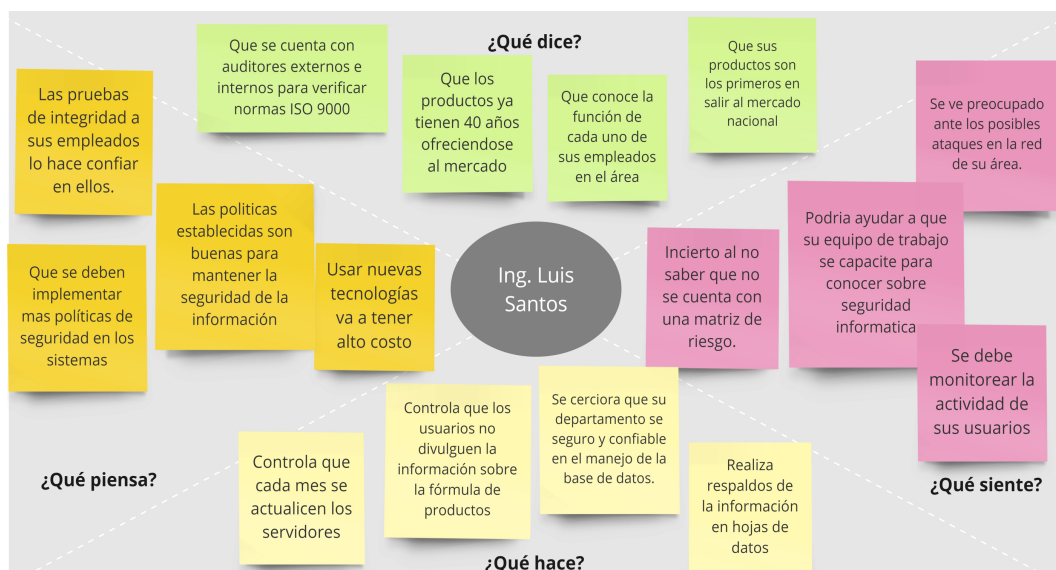 ¿Qué dice?
Que se cuenta con
auditores externos e
internos para verificar
normas ISO 9000
Que los
productos ya
tienen 40 años
ofreciendose
al mercado
Que conoce la
función de
cada uno de
sus empleados
en el área
Que sus
productos son
los primeros en
salir al mercado
nacional
Las pruebas
de integridad a
sus empleados
lo hace confiar
en ellos.
Las politicas
establecidas son
buenas para
mantener la
seguridad de la
información
Que se deben
implementar
mas políticas de
seguridad en los
sistemas
Usar nuevas
tecnologías
va a tener
alto costo
¿Qué piensa?
Ing. Luis
Santos
Se ve preocupado
ante los posibles
ataques en la red
de su área.
Podria ayudar a que
su equipo de trabajo
se capacite para
conocer sobre
seguridad
informatica
Incierto al no
saber que no
se cuenta con
una matriz de
riesgo.
Se debe
monitorear la
actividad de
sus usuarios
¿Qué siente?
Controla que
cada mes se
actualicen los
servidores
Controla que los
usuarios no
divulguen la
información sobre
la fórmula de
productos
Se cerciora que su
departamento se
seguro y confiable
en el manejo de la
base de datos.
Realiza
respaldos de
la información
en hojas de
datos
¿Qué hace?